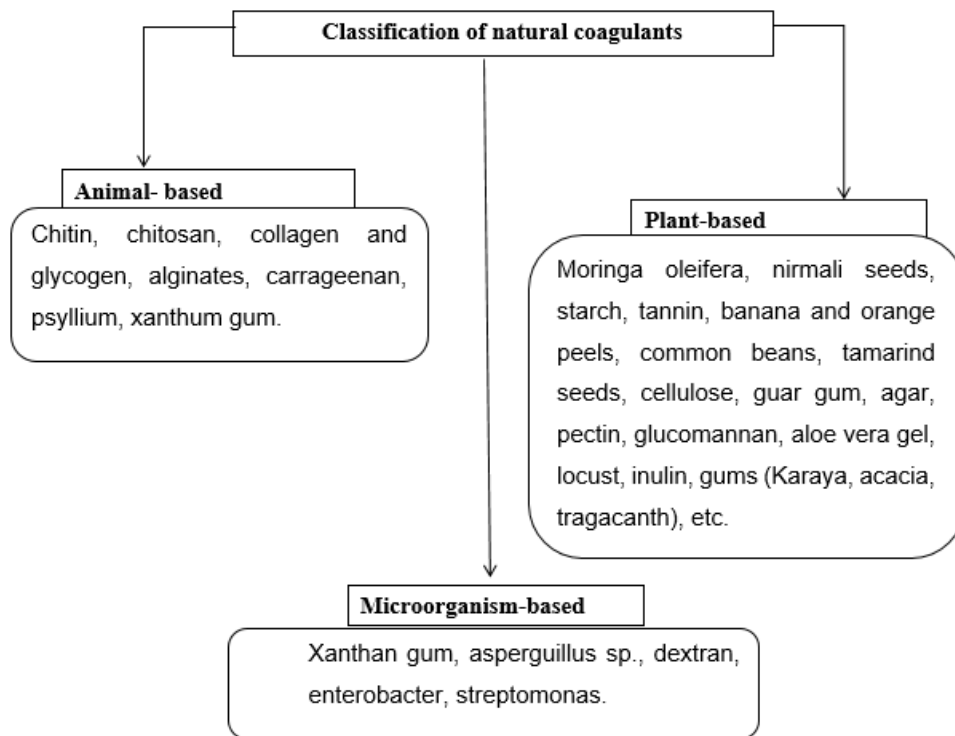 Classification of natural coagulants
Animal- based
Chitin, chitosan, collagen and
glycogen, alginates, carrageenan,
psyllium, xanthum gum.
Plant-based
Moringa oleifera, nirmali seeds,
starch, tannin, banana and orange
peels, common beans, tamarind
seeds, cellulose, guar gum, agar,
pectin, glucomannan, aloe vera gel,
locust, inulin, gums (Karaya, acacia,
tragacanth), etc.
Microorganism-based
Xanthan gum, asperguillus sp., dextran,
enterobacter, streptomonas.